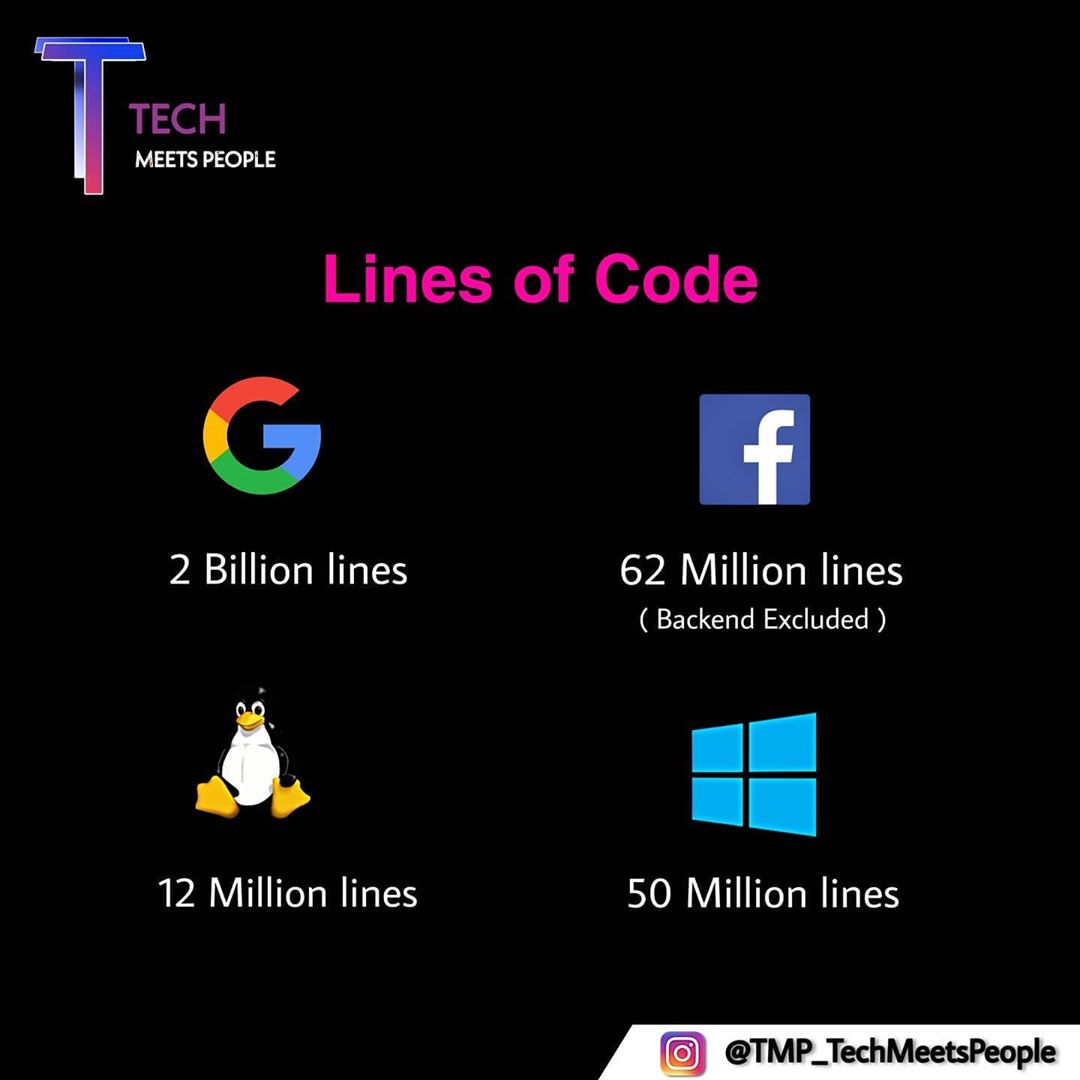 TECH
MEETS PEOPLE
Lines of Code
2 Billion lines
62 Million lines
( Backend Excluded )
12 Million lines
50 Million lines
@TMP_TechMeetsPeople